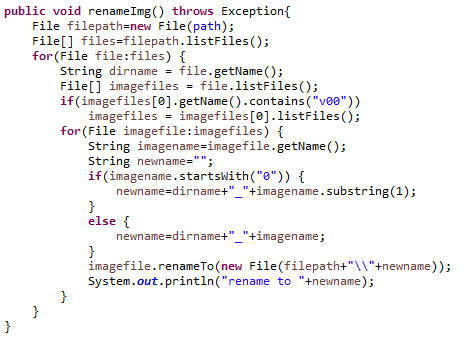 public void renameImg() throws Exception{
    File filepath=new File(path);
    File[] files=filepath.listFiles();
    for(File file:files) {
        String dirname = file.getName();
        File[] imagefiles = file.listFiles();
        if(imagefiles[0].getName().contains("v00"))
            imagefiles = imagefiles[0].listFiles();
        for(File imagefile:imagefiles) {
            String imagename=imagefile.getName();
            String newname="";
            if(imagename.startsWith("0")) {
                newname=dirname+"_"+imagename.substring(1);
            }
            else {
                newname=dirname+"_"+imagename;
            }
            imagefile.renameTo(new File(filepath+"\\"+newname));
            System.out.println("rename to "+newname);
        }
    }
}